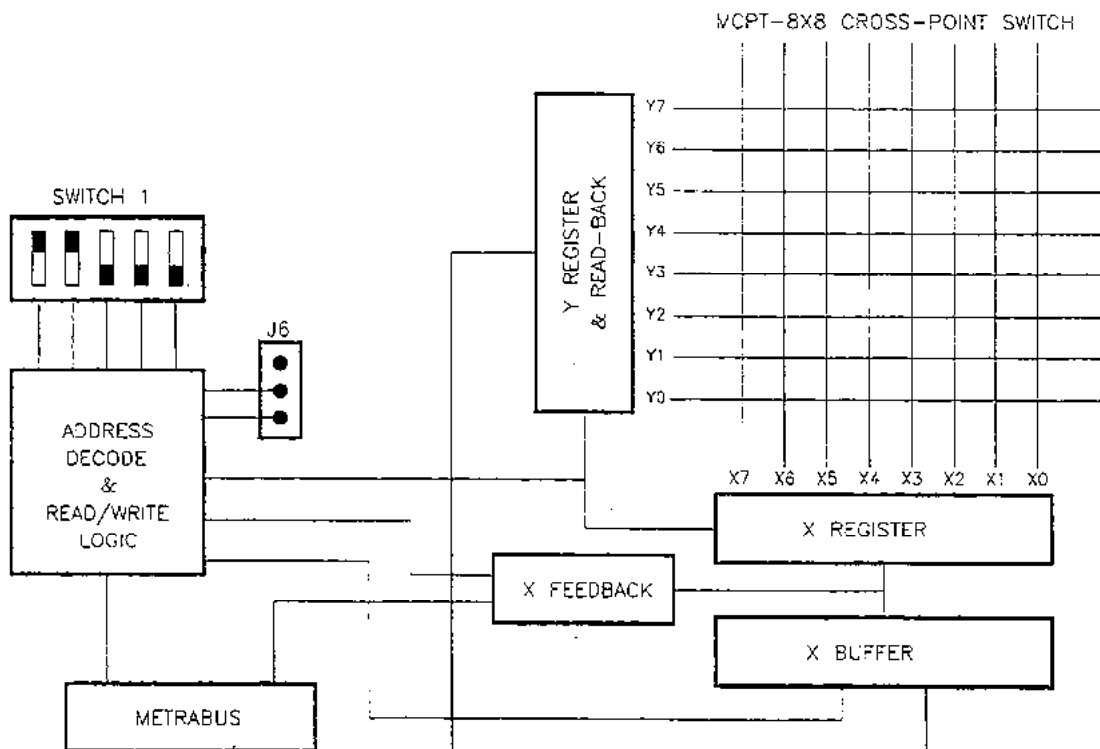 MCPT-8X8 CROSS-POINT SWITCH
Y7
Y6
Y5
Y4
Y3
Y2
Y1
Y0
Y REGISTER
& READ-BACK
SWITCH 1
J6
ADDRESS
DECODE
&
READ/WRITE
LOGIC
X7 X6 X5 X4 X3 X2 X1 X0
X REGISTER
X FEEDBACK
X BUFFER
METRABUS